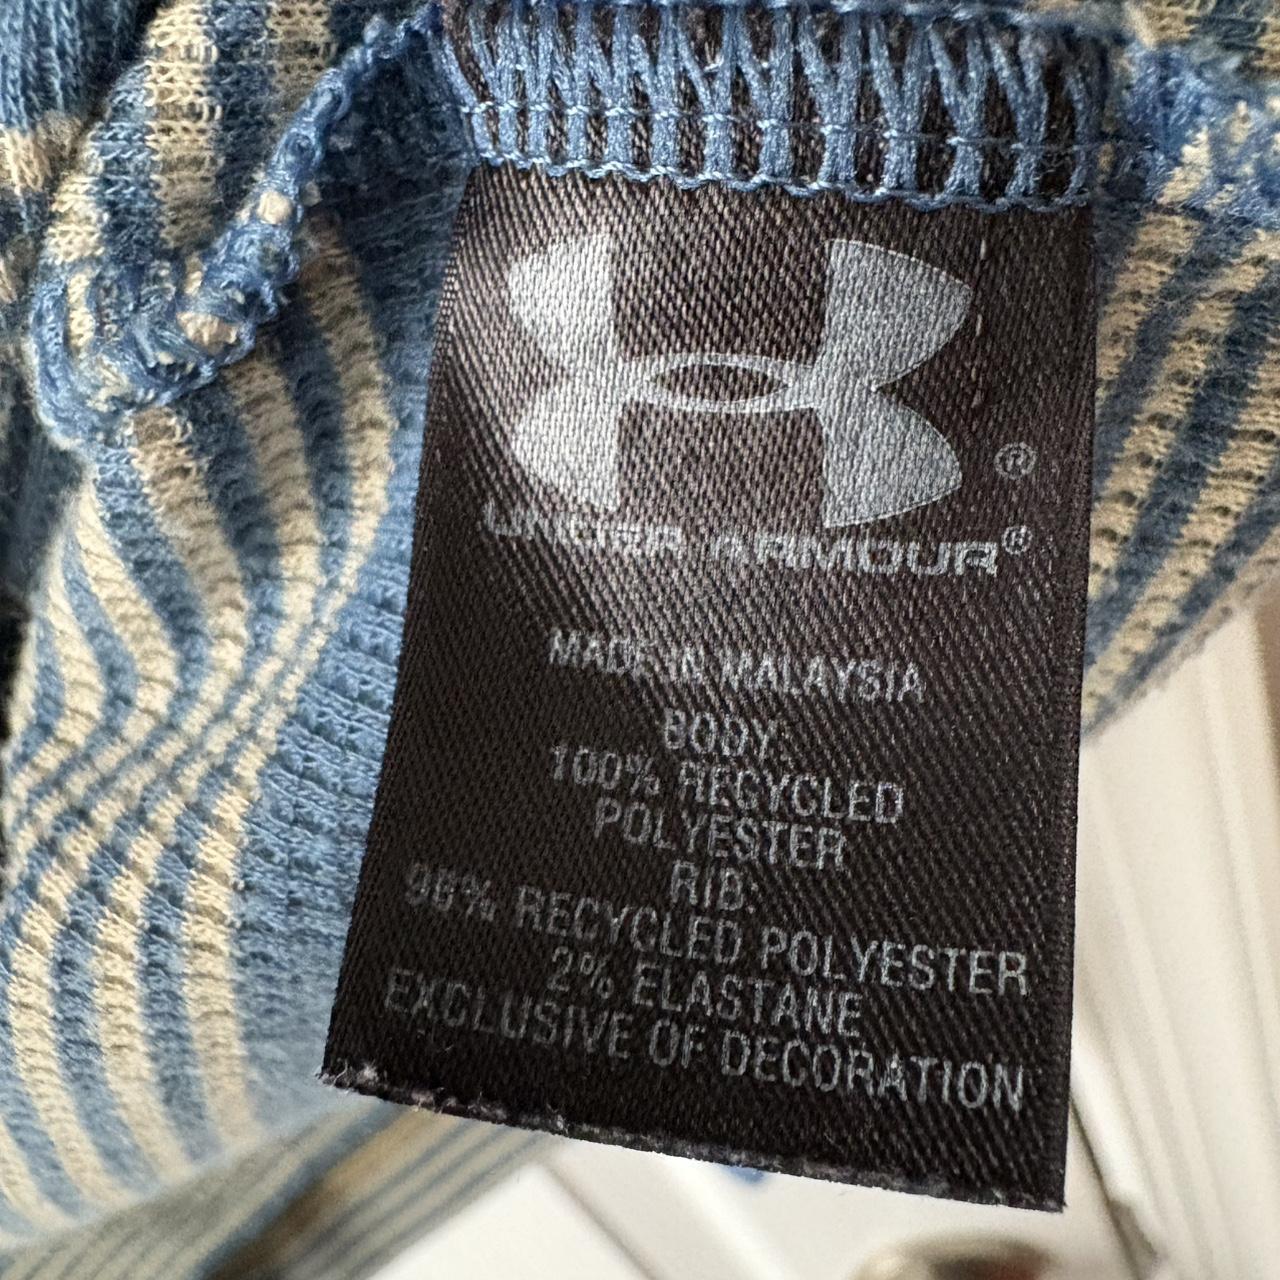 ®
UNDER ARMOUR®
MADE IN MALAYSIA
BODY:
100% RECYCLED
POLYESTER
RIB:
98% RECYCLED POLYESTER
2% ELASTANE
EXCLUSIVE OF DECORATION